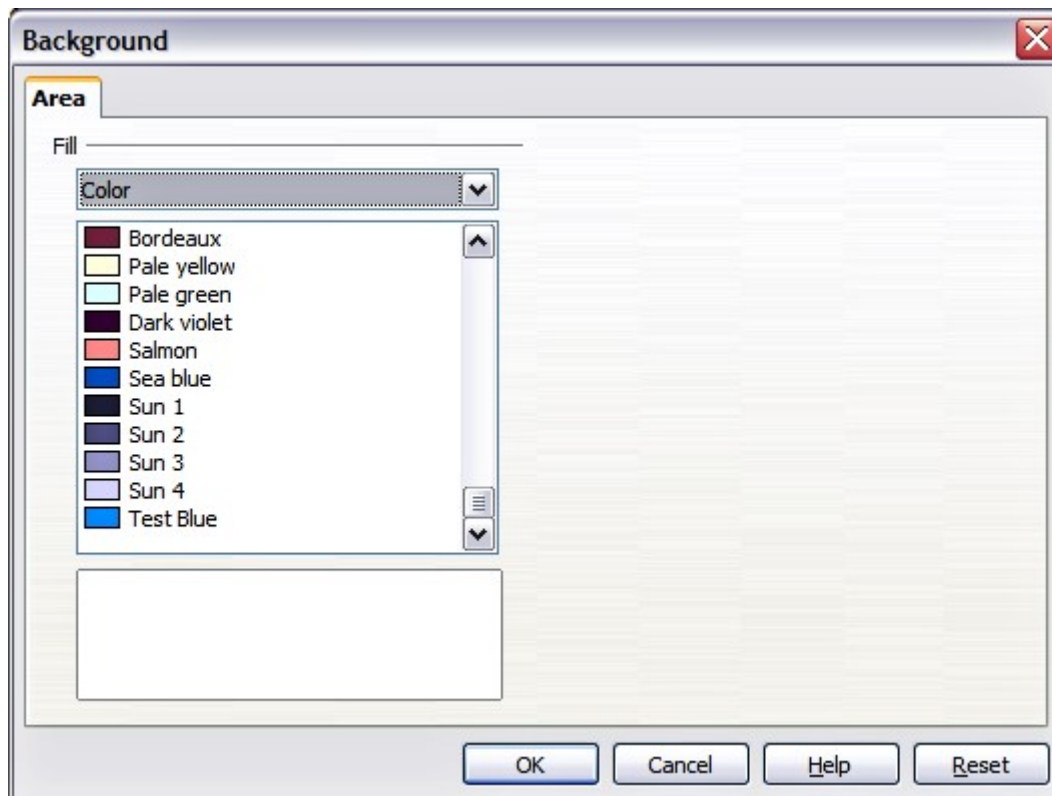 Background
Area
Fill
Color
Bordeaux
Pale yellow
Pale green
Dark violet
Salmon
Sea blue
Sun 1
Sun 2
Sun 3
Sun 4
Test Blue
OK Cancel Help Reset